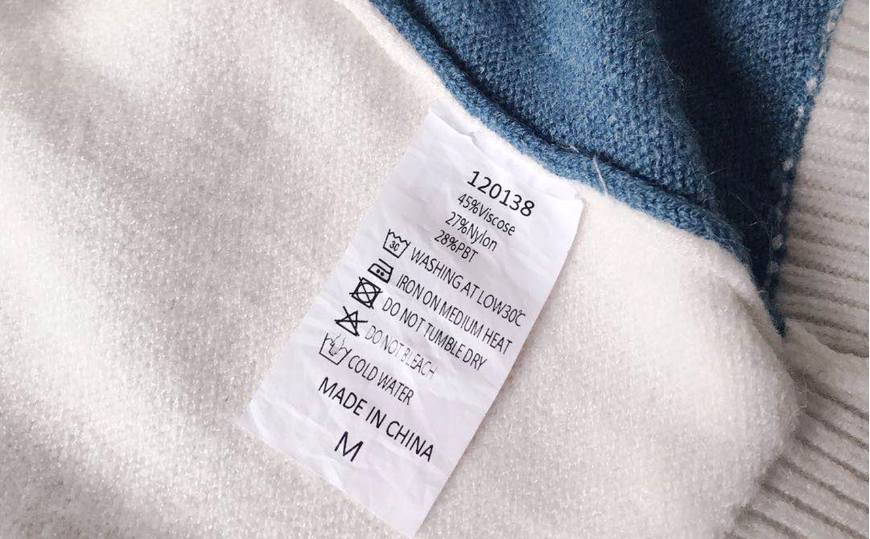 120138
45%Viscose
27%Nylon
28%PBT
30 WASHING AT LOW30℃
IRON ON MEDIUM HEAT
DO NOT TUMBLE DRY
DO NOT BLEACH
COLD WATER
MADE IN CHINA
M